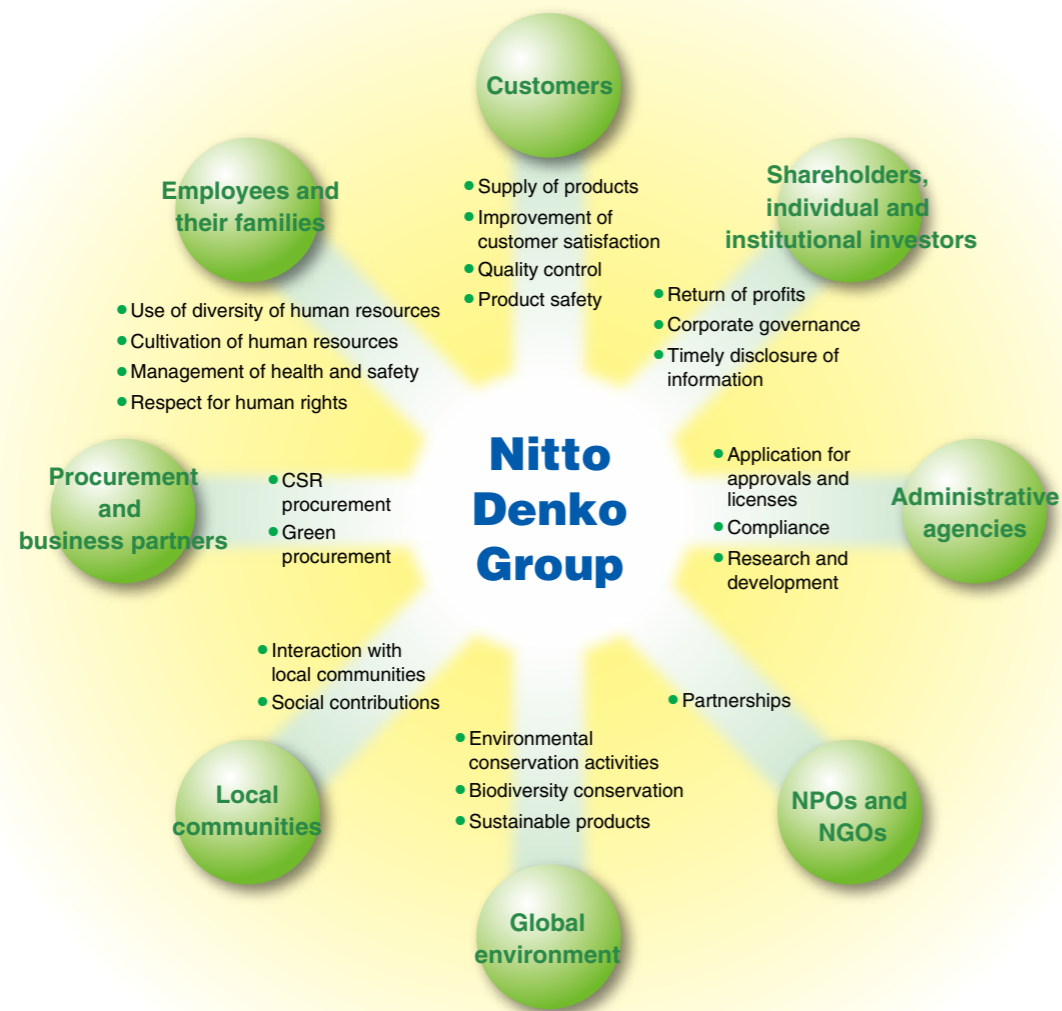 Customers
• Supply of products
• Improvement of
customer satisfaction
• Quality control
• Product safety
Shareholders,
individual and
institutional investors
• Return of profits
• Corporate governance
• Timely disclosure of
information
Employees and
their families
• Use of diversity of human resources
• Cultivation of human resources
• Management of health and safety
• Respect for human rights
Nitto
Denko
Group
Procurement
and
business partners
• CSR
procurement
• Green
procurement
• Application for
approvals and
licenses
• Compliance
• Research and
development
Administrative
agencies
• Interaction with
local communities
• Social contributions
Local
communities
• Environmental
conservation activities
• Biodiversity conservation
• Sustainable products
Global
environment
• Partnerships
NPOs and
NGOs